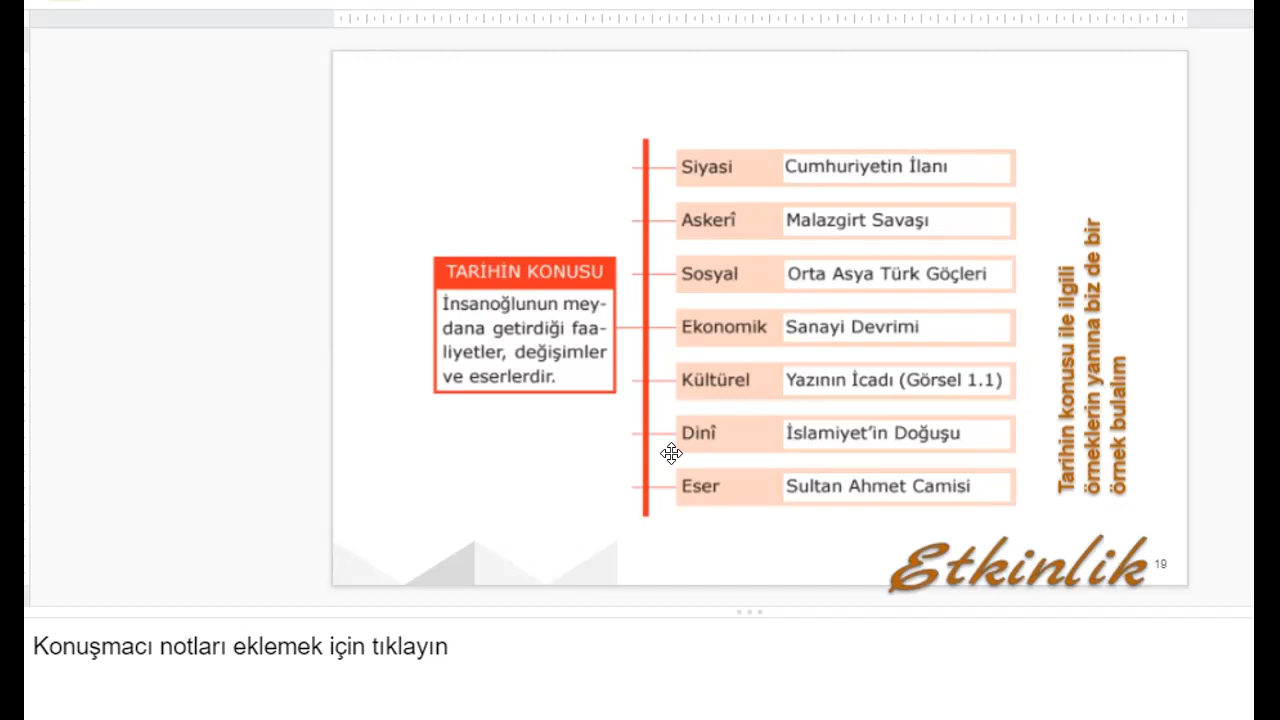 TARİHİN KONUSU
İnsanoğlunun mey-
dana getirdiği faa-
liyetler, değişimler
ve eserlerdir.
Siyasi Cumhuriyetin İlanı
Askerî Malazgirt Savaşı
Sosyal Orta Asya Türk Göçleri
Ekonomik Sanayi Devrimi
Kültürel Yazının İcadı (Görsel 1.1)
Dinî İslamiyet’in Doğuşu
Eser Sultan Ahmet Camisi
Tarihin konusu ile ilgili
örneklerin yanına biz de bir
örnek bulalım
Etkinlik
19
Konuşmacı notları eklemek için tıklayın